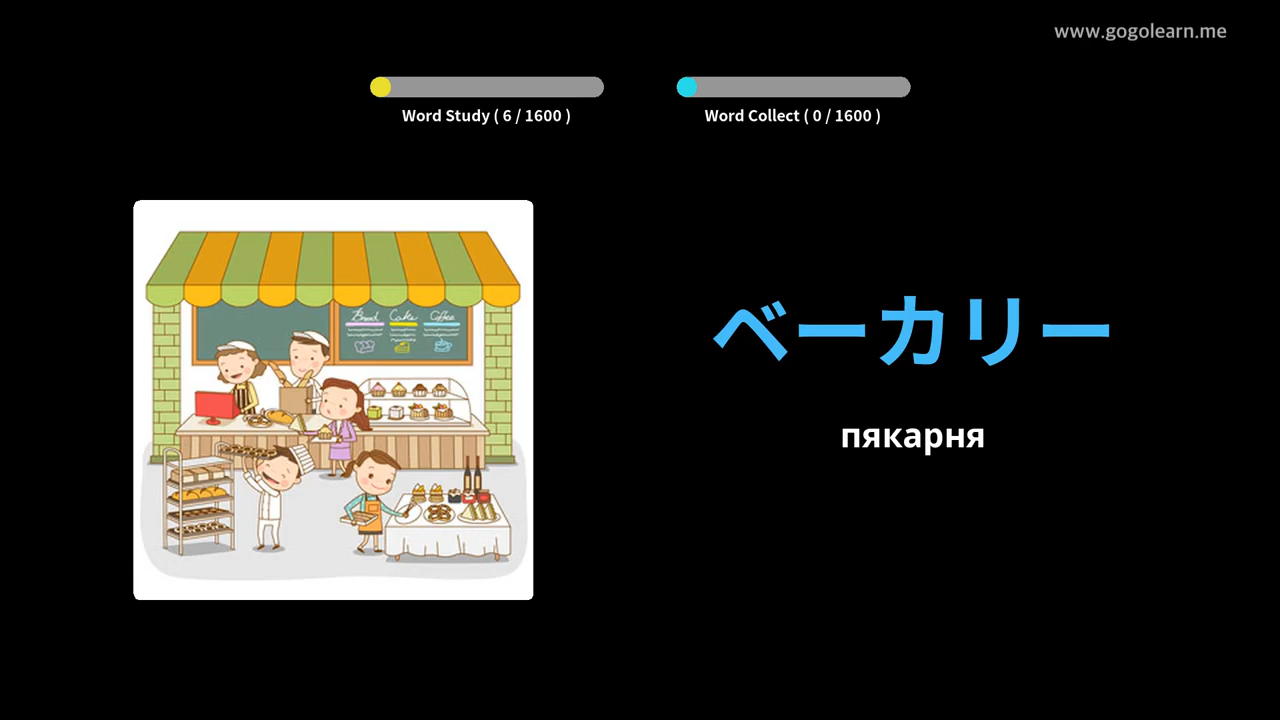 www.gogolearn.me
Word Study ( 6 / 1600 )
Word Collect ( 0 / 1600 )
Bread Cake Coffee
ベーカリー
пякарня